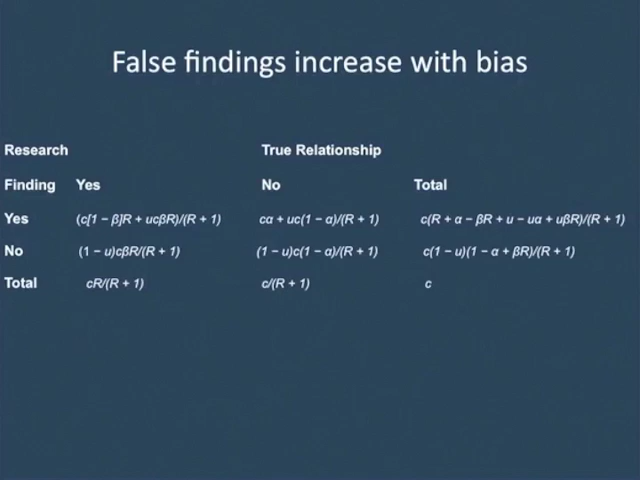 False findings increase with bias
Research True Relationship
Finding Yes No Total
Yes (c[1 − β]R + ucβR)/(R + 1) cα + uc(1 − α)/(R + 1) c(R + α − βR + u − uα + uβR)/(R + 1)
No (1 − u)cβR/(R + 1) (1 − u)c(1 − α)/(R + 1) c(1 − u)(1 − α + βR)/(R + 1)
Total cR/(R + 1) c/(R + 1) c